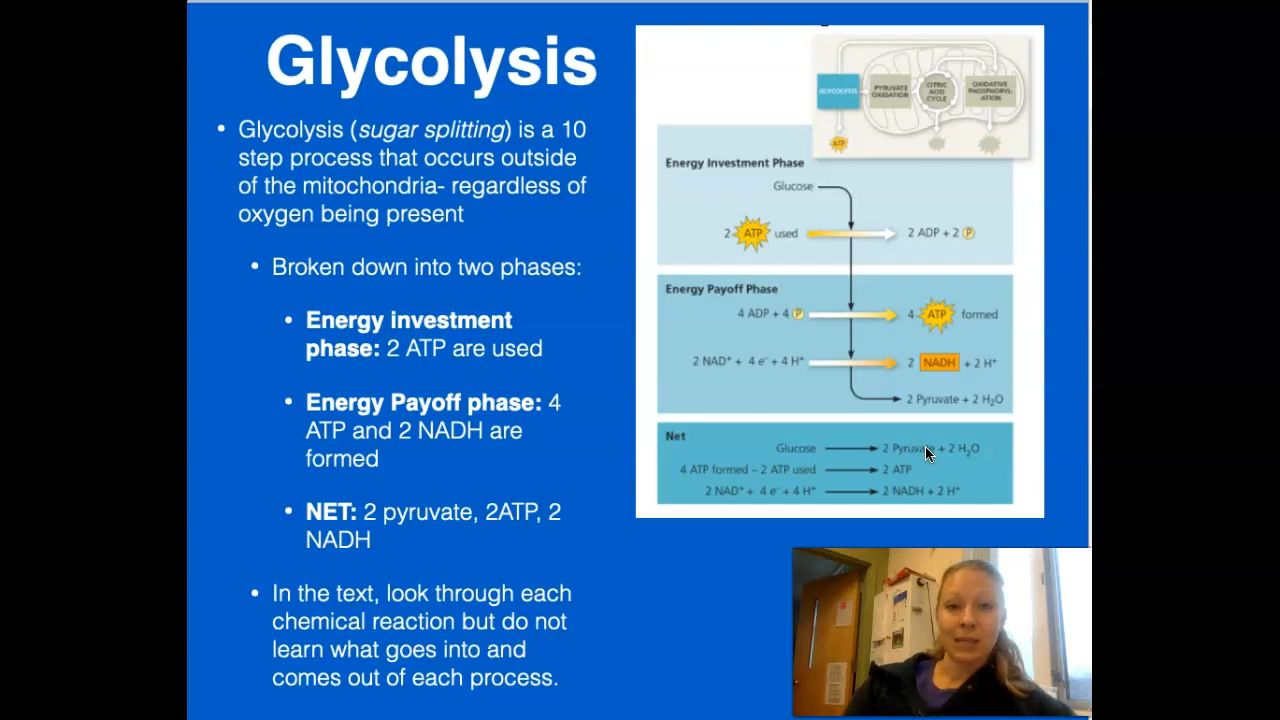 Glycolysis
• Glycolysis (sugar splitting) is a 10
step process that occurs outside
of the mitochondria- regardless of
oxygen being present
• Broken down into two phases:
• Energy investment
phase: 2 ATP are used
• Energy Payoff phase: 4
ATP and 2 NADH are
formed
• NET: 2 pyruvate, 2ATP, 2
NADH
• In the text, look through each
chemical reaction but do not
learn what goes into and
comes out of each process.
GLYCOLYSIS
PYRUVATE
OXIDATION
CITRIC
ACID
CYCLE
OXIDATIVE
PHOSPHORYL-
ATION
ATP
Energy Investment Phase
Glucose
2 ATP used
2 ADP + 2 P
Energy Payoff Phase
4 ADP + 4 P
4 ATP formed
2 NAD⁺ + 4 e⁻ + 4 H⁺
2 NADH + 2 H⁺
2 Pyruvate + 2 H₂O
Net
Glucose → 2 Pyruvate + 2 H₂O
4 ATP formed – 2 ATP used → 2 ATP
2 NAD⁺ + 4 e⁻ + 4 H⁺ → 2 NADH + 2 H⁺